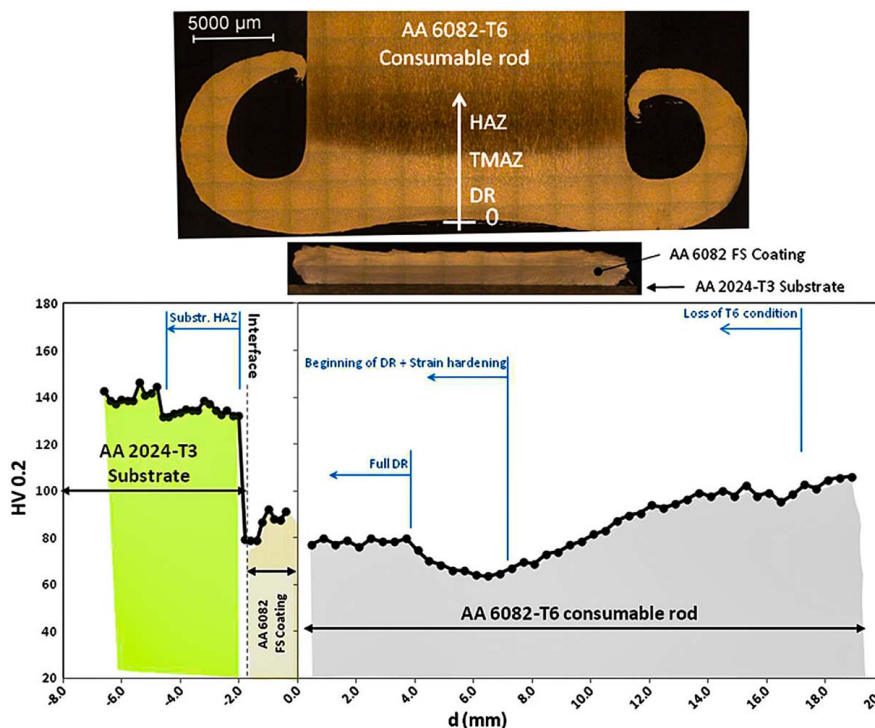 5000 µm
AA 6082-T6
Consumable rod
HAZ
TMAZ
DR
0
AA 6082 FS Coating
AA 2024-T3 Substrate
180
160
140
120
100
80
60
40
20
HV 0.2
Substr. HAZ
Interface
Loss of T6 condition
Beginning of DR + Strain hardening
Full DR
AA 2024-T3
Substrate
AA 6082
FS Coating
AA 6082-T6 consumable rod
-8.0 -6.0 -4.0 -2.0 0.0 2.0 4.0 6.0 8.0 10.0 12.0 14.0 16.0 18.0
d (mm)